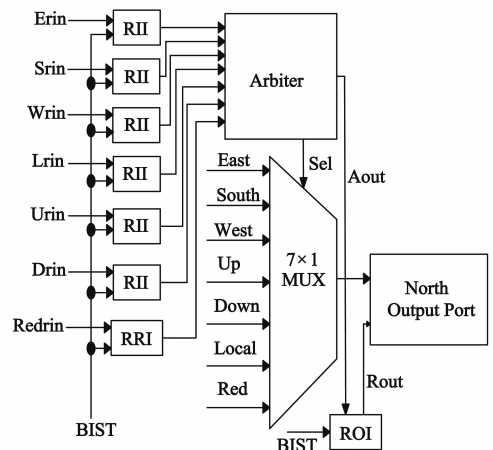 Erin
RII
Srin
RII
Arbiter
Wrin
RII
Lrin
RII
East
Sel
Aout
South
Urin
RII
West
7×1
MUX
Up
Drin
RII
North
Output Port
Down
Redrin
RRI
Local
Red
Rout
BIST
BIST
ROI